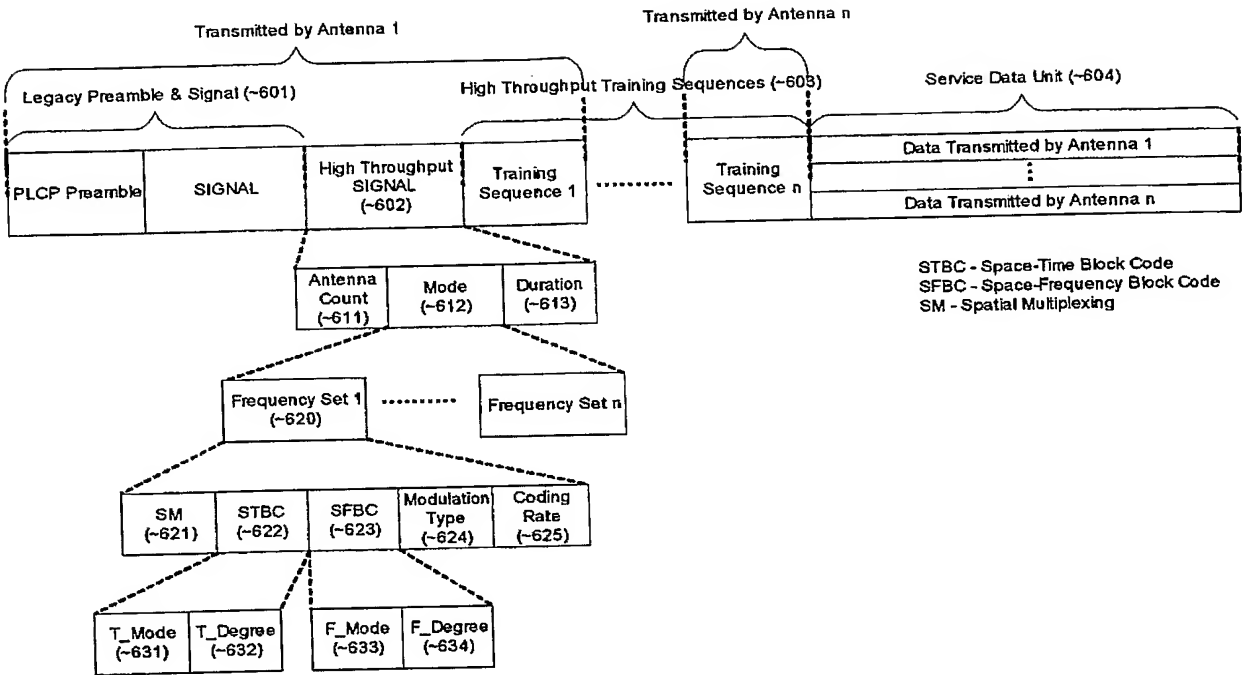 Transmitted by Antenna 1
Transmitted by Antenna n
Legacy Preamble & Signal (~601)
High Throughput Training Sequences (~603)
Service Data Unit (~604)
PLCP Preamble
SIGNAL
High Throughput
SIGNAL
(~602)
Training
Sequence 1
Training
Sequence n
Data Transmitted by Antenna 1
Data Transmitted by Antenna n
Antenna
Count
(~611)
Mode
(~612)
Duration
(~613)
STBC - Space-Time Block Code
SFBC - Space-Frequency Block Code
SM - Spatial Multiplexing
Frequency Set 1
(~620)
Frequency Set n
SM
(~621)
STBC
(~622)
SFBC
(~623)
Modulation
Type
(~624)
Coding
Rate
(~625)
T_Mode
(~631)
T_Degree
(~632)
F_Mode
(~633)
F_Degree
(~634)